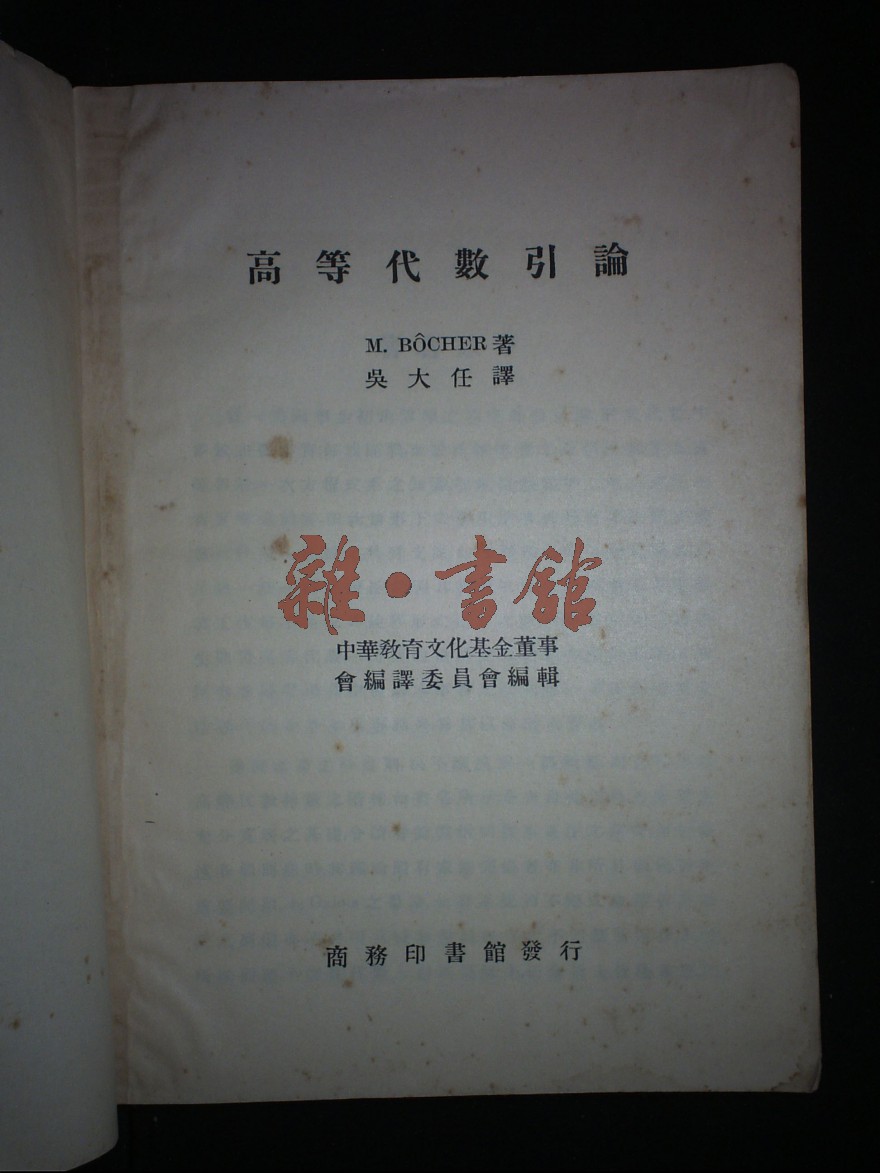 高等代數引論
M. BÔCHER 著
吳大任譯
雜·書館
中華教育文化基金董事
會編譯委員會編輯
商務印書館發行